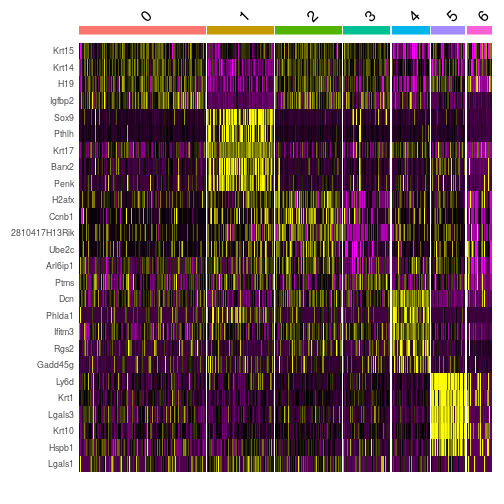 0 1 2 3 4 5 6
Krt15
Krt14
H19
Igfbp2
Sox9
Pthlh
Krt17
Barx2
Penk
H2afx
Ccnb1
2810417H13Rik
Ube2c
Arl6ip1
Ptms
Dcn
Phlda1
Ifitm3
Rgs2
Gadd45g
Ly6d
Krt1
Lgals3
Krt10
Hspb1
Lgals1